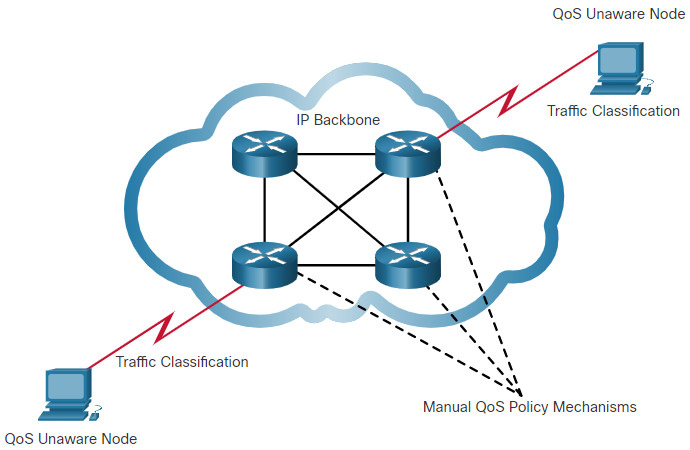 QoS Unaware Node
Traffic Classification
IP Backbone
Traffic Classification
Manual QoS Policy Mechanisms
QoS Unaware Node